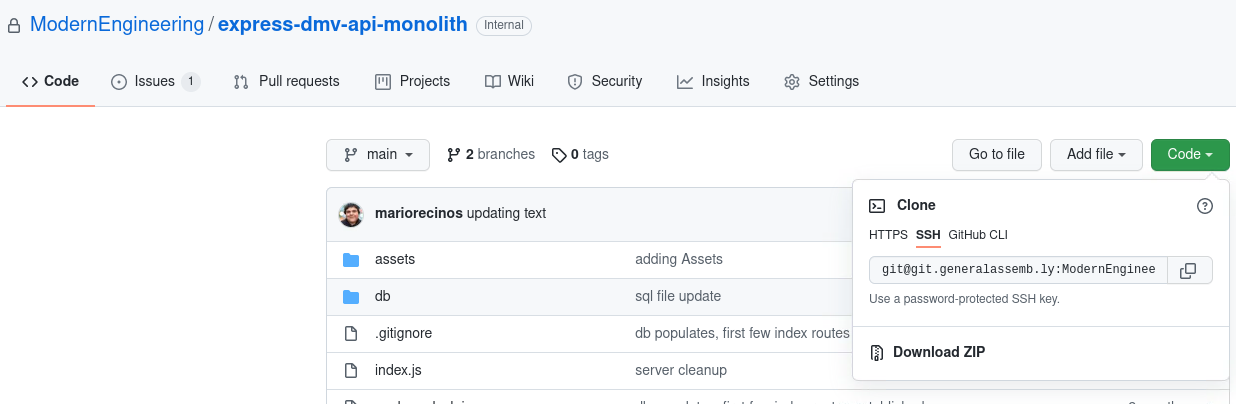 ModernEngineering / express-dmv-api-monolith Internal
Code Issues 1 Pull requests Projects Wiki Security Insights Settings
main 2 branches 0 tags Go to file Add file Code
mariorecinos updating text
assets adding Assets
db sql file update
.gitignore db populates, first few index routes
index.js server cleanup
Clone
HTTPS SSH GitHub CLI
git@git.generalassemb.ly:ModernEnginee
Use a password-protected SSH key.
Download ZIP